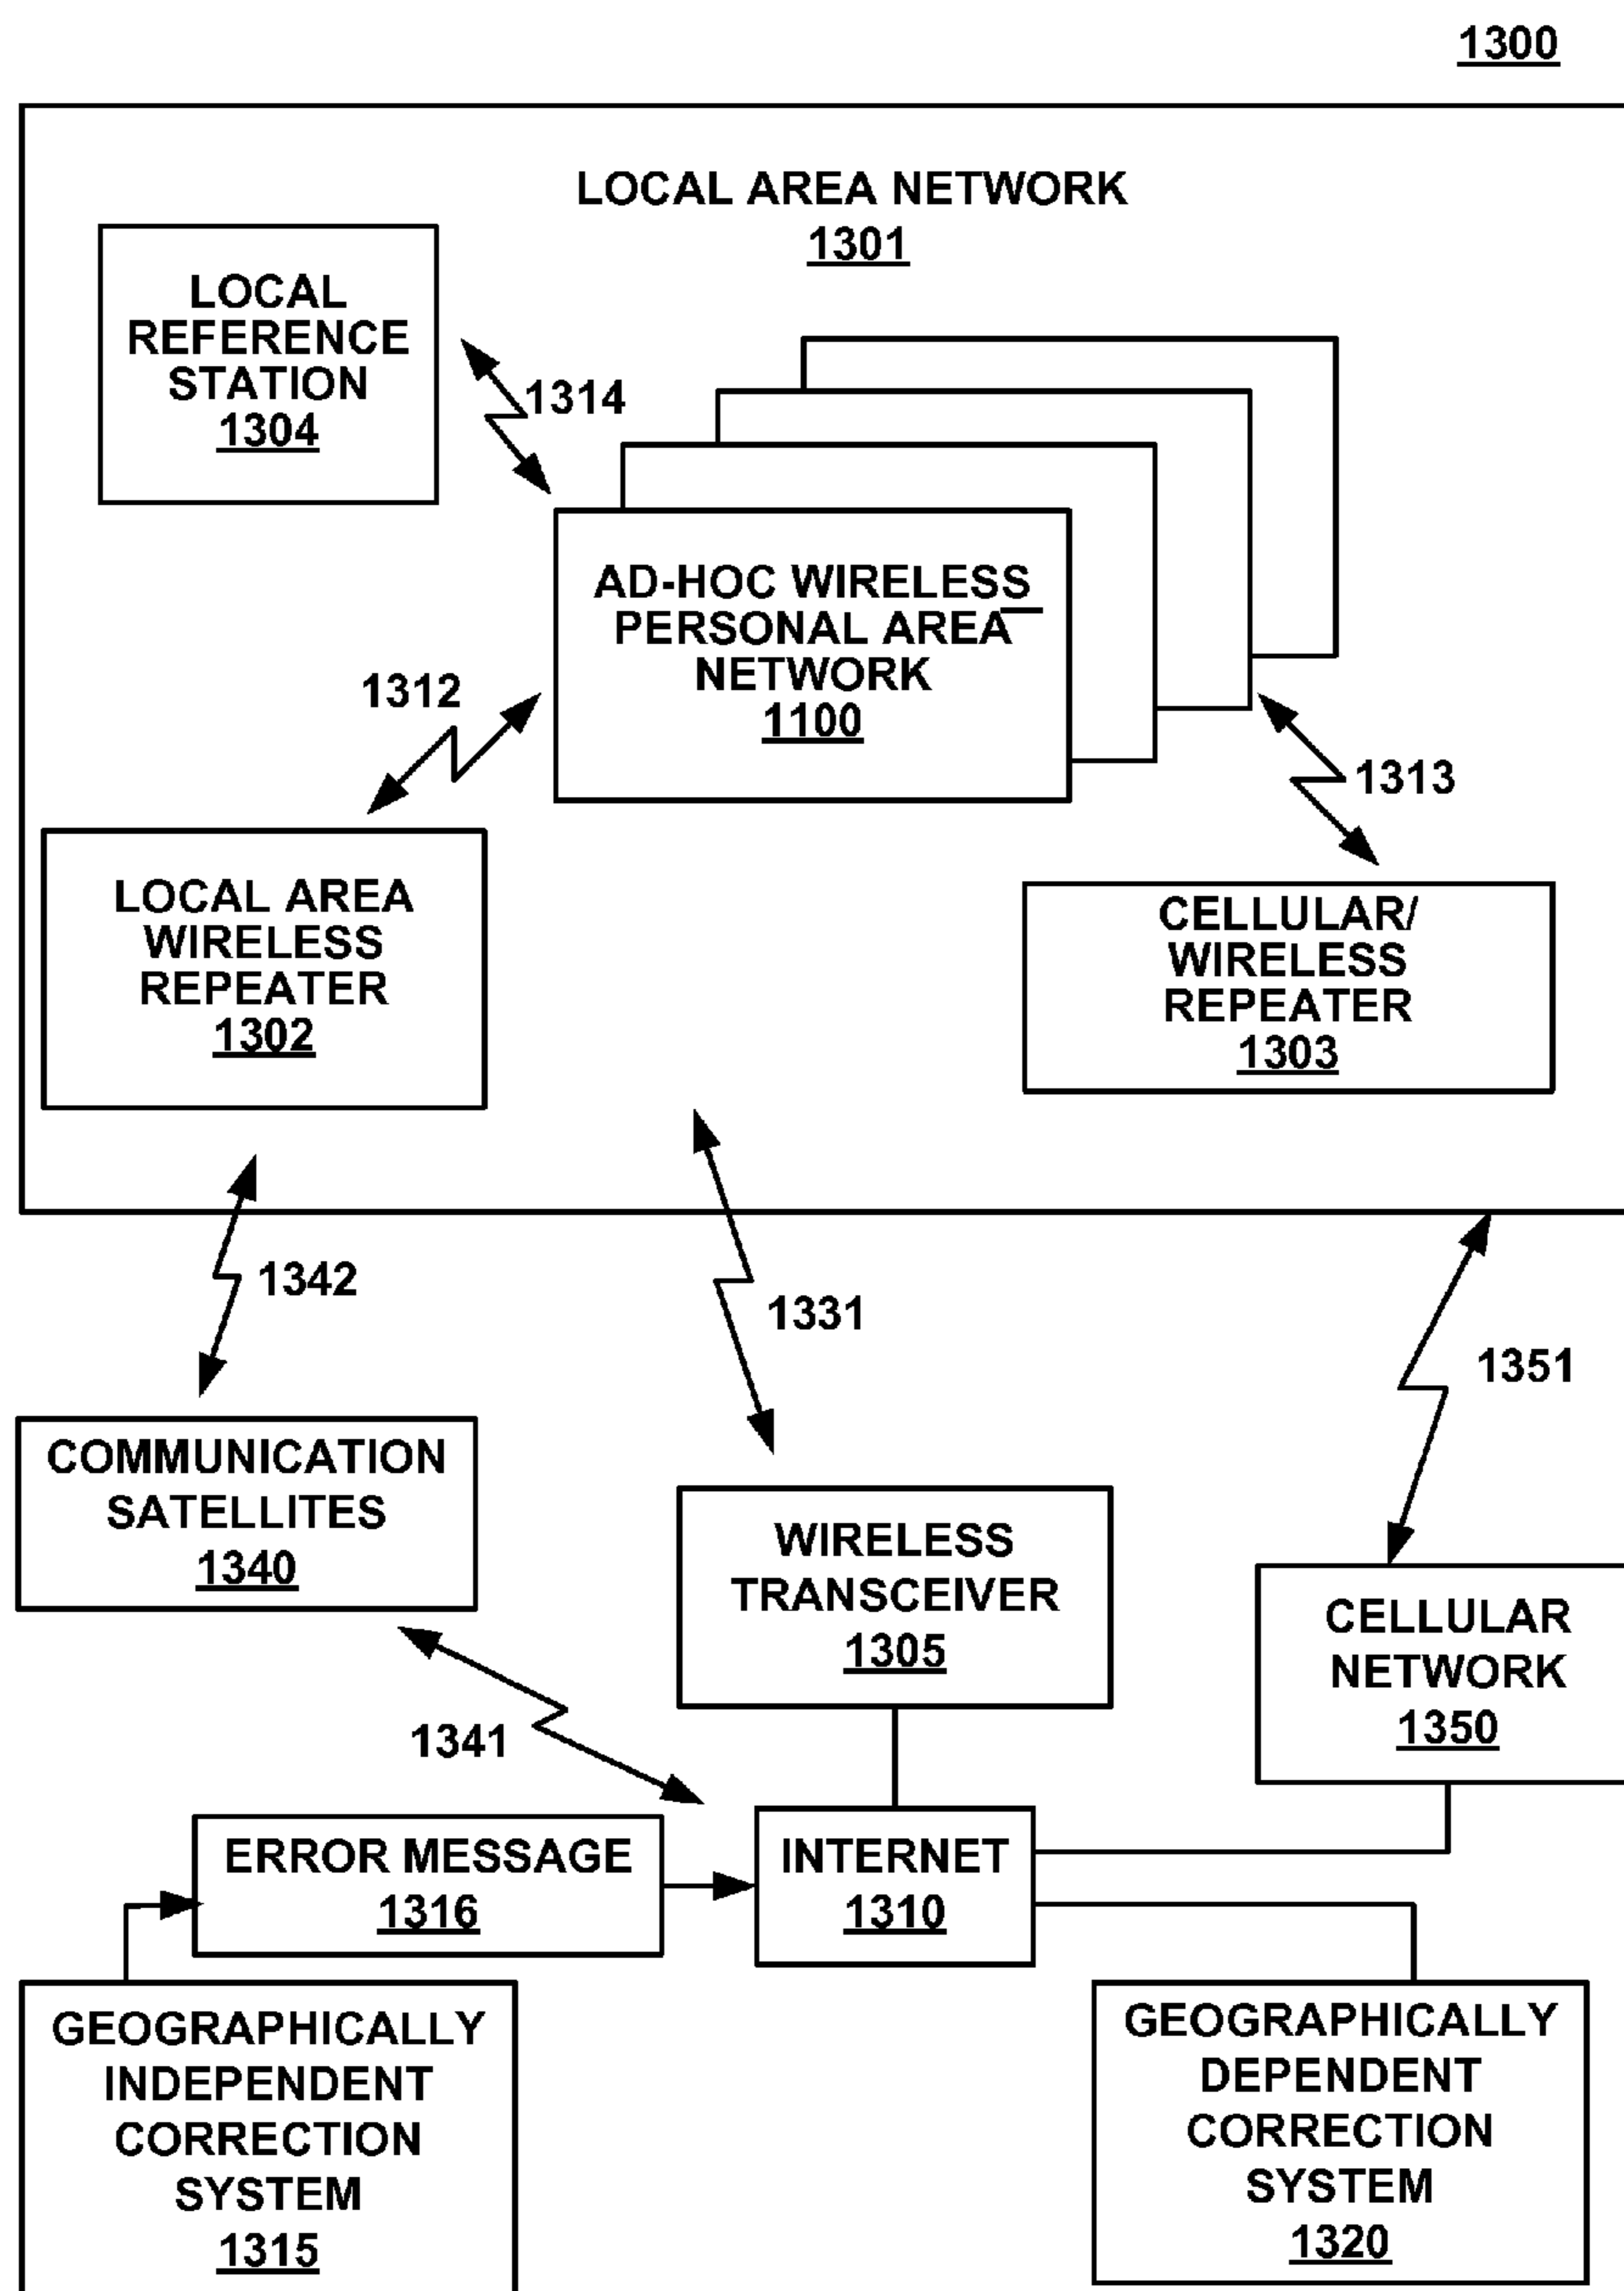 1300
LOCAL AREA NETWORK
1301
LOCAL
REFERENCE
STATION
1304
1314
AD-HOC WIRELESS
PERSONAL AREA
NETWORK
1100
1312
1313
LOCAL AREA
WIRELESS
REPEATER
1302
CELLULAR/
WIRELESS
REPEATER
1303
1342
1331
1351
COMMUNICATION
SATELLITES
1340
WIRELESS
TRANSCEIVER
1305
CELLULAR
NETWORK
1350
1341
ERROR MESSAGE
1316
INTERNET
1310
GEOGRAPHICALLY
INDEPENDENT
CORRECTION
SYSTEM
1315
GEOGRAPHICALLY
DEPENDENT
CORRECTION
SYSTEM
1320